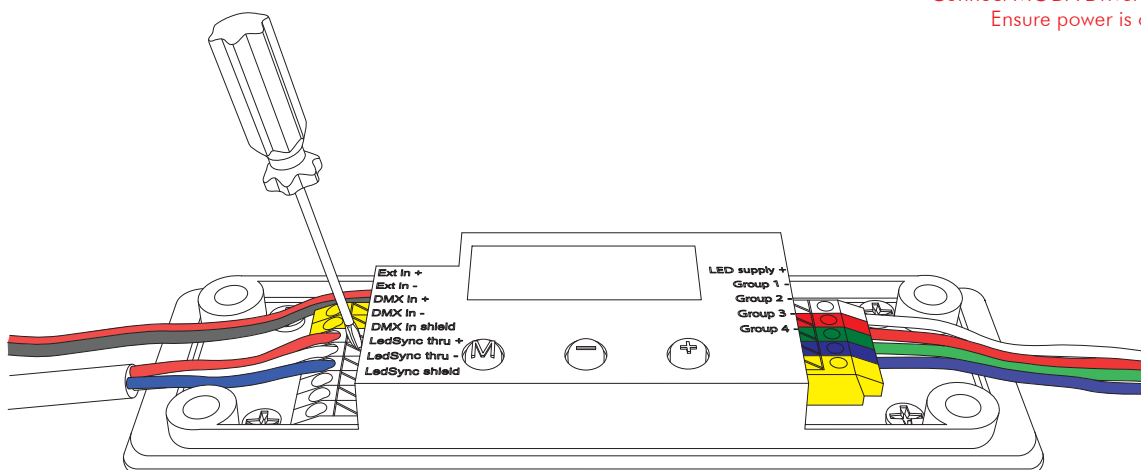 Ensure power is
Ext in +
Ext in -
DMX in +
DMX in -
DMX in shield
LedSync thru +
LedSync thru -
LedSync shield
M
-
+
LED supply +
Group 1 -
Group 2 -
Group 3 -
Group 4 -